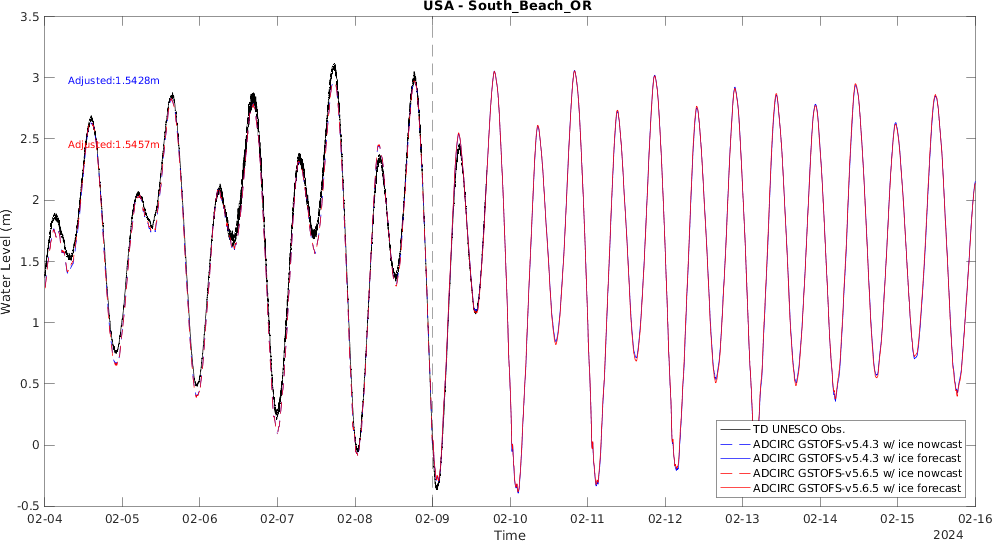 USA - South_Beach_OR
3.5
3
2.5
2
1.5
1
0.5
0
-0.5
Water Level (m)
Adjusted:1.5428m
Adjusted:1.5457m
TD UNESCO Obs.
ADCIRC GSTOFS-v5.4.3 w/ ice nowcast
ADCIRC GSTOFS-v5.4.3 w/ ice forecast
ADCIRC GSTOFS-v5.6.5 w/ ice nowcast
ADCIRC GSTOFS-v5.6.5 w/ ice forecast
02-04 02-05 02-06 02-07 02-08 02-09 02-10 02-11 02-12 02-13 02-14 02-15 02-16
Time
2024